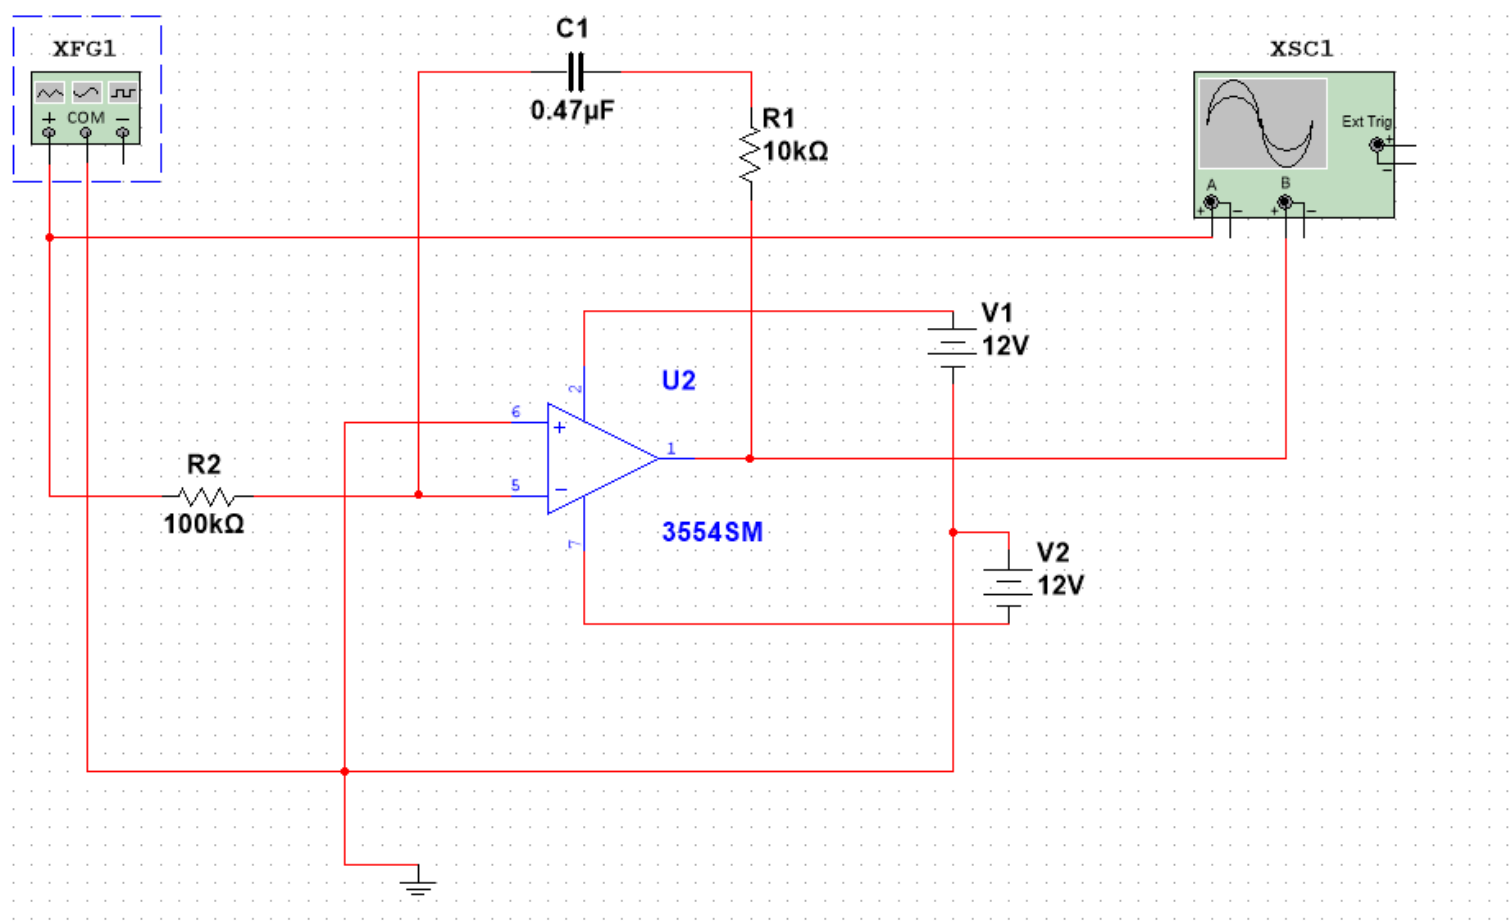 XFG1
+ COM −
C1
0.47µF
R1
10kΩ
XSC1
Ext Trig
+
−
A
B
+ −
+ −
V1
12V
U2
2
6
+
1
R2
5
−
100kΩ
3554SM
7
V2
12V